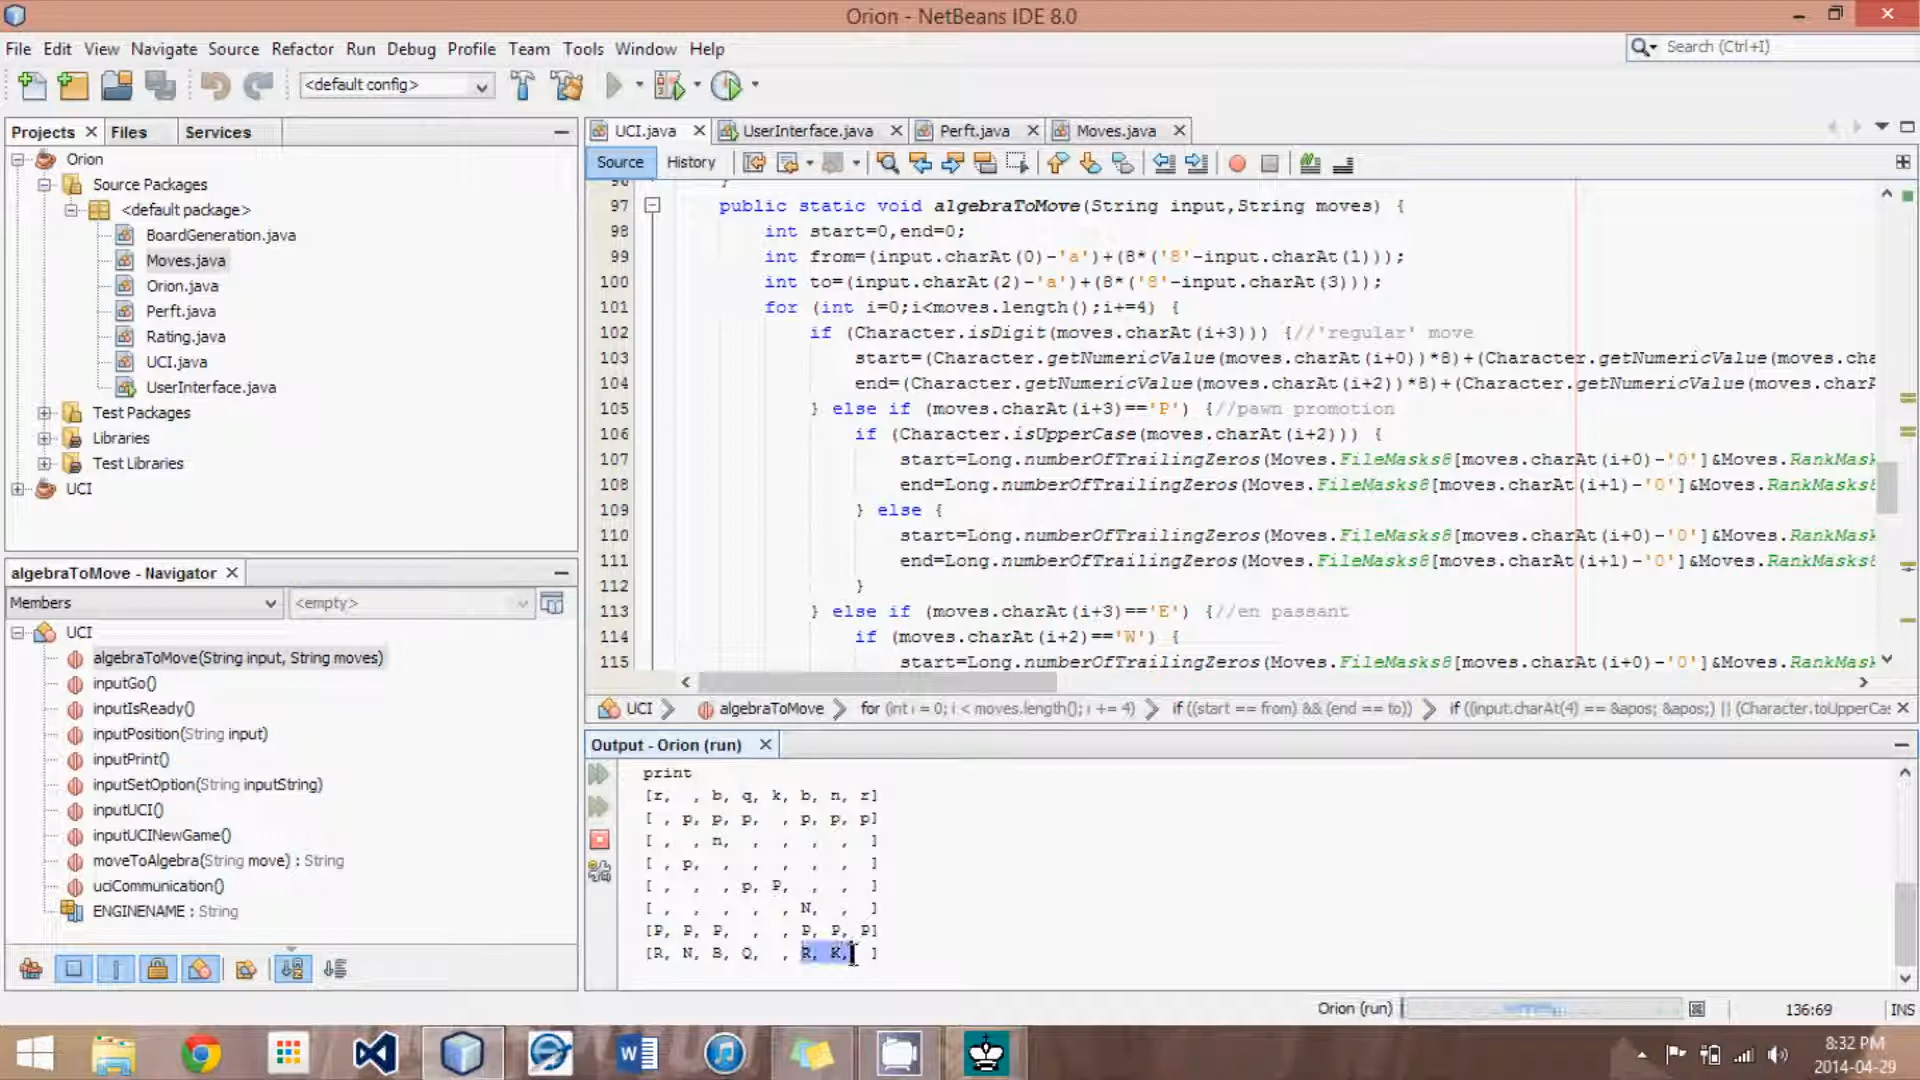 Orion - NetBeans IDE 8.0
File Edit View Navigate Source Refactor Run Debug Profile Team Tools Window Help
Search (Ctrl+I)
<default config>
Projects Files Services
Orion
Source Packages
<default package>
BoardGeneration.java
Moves.java
Orion.java
Perft.java
Rating.java
UCI.java
UserInterface.java
Test Packages
Libraries
Test Libraries
UCI
algebraToMove - Navigator
Members <empty>
UCI
algebraToMove(String input, String moves)
inputGo()
inputIsReady()
inputPosition(String input)
inputPrint()
inputSetOption(String inputString)
inputUCI()
inputUCINewGame()
moveToAlgebra(String move) : String
uciCommunication()
ENGINENAME : String
UCI.java UserInterface.java Perft.java Moves.java
Source History
96 }
97 public static void algebraToMove(String input,String moves) {
98 int start=0,end=0;
99 int from=(input.charAt(0)-'a')+(8*('8'-input.charAt(1)));
100 int to=(input.charAt(2)-'a')+(8*('8'-input.charAt(3)));
101 for (int i=0;i<moves.length();i+=4) {
102 if (Character.isDigit(moves.charAt(i+3))) {//'regular' move
103 start=(Character.getNumericValue(moves.charAt(i+0))*8)+(Character.getNumericValue(moves.cha
104 end=(Character.getNumericValue(moves.charAt(i+2))*8)+(Character.getNumericValue(moves.charA
105 } else if (moves.charAt(i+3)=='P') {//pawn promotion
106 if (Character.isUpperCase(moves.charAt(i+2))) {
107 start=Long.numberOfTrailingZeros(Moves.FileMasks8[moves.charAt(i+0)-'0']&Moves.RankMask
108 end=Long.numberOfTrailingZeros(Moves.FileMasks8[moves.charAt(i+1)-'0']&Moves.RankMasks8
109 } else {
110 start=Long.numberOfTrailingZeros(Moves.FileMasks8[moves.charAt(i+0)-'0']&Moves.RankMask
111 end=Long.numberOfTrailingZeros(Moves.FileMasks8[moves.charAt(i+1)-'0']&Moves.RankMasks8
112 }
113 } else if (moves.charAt(i+3)=='E') {//en passant
114 if (moves.charAt(i+2)=='W') {
115 start=Long.numberOfTrailingZeros(Moves.FileMasks8[moves.charAt(i+0)-'0']&Moves.RankMask
UCI algebraToMove for (int i = 0; i < moves.length(); i += 4) if ((start == from) && (end == to)) if ((input.charAt(4) == &apos; &apos;) || (Character.toUpperCas
Output - Orion (run)
print
[r, , b, q, k, b, n, r]
[ , p, p, p, , p, p, p]
[ , , n, , , , , ]
[ , p, , , , , , ]
[ , , , p, P, , , ]
[ , , , , , N, , ]
[P, P, P, , , P, P, P]
[R, N, B, Q, , R, K, ]
Orion (run) 136:69 INS
8:32 PM
2014-04-29